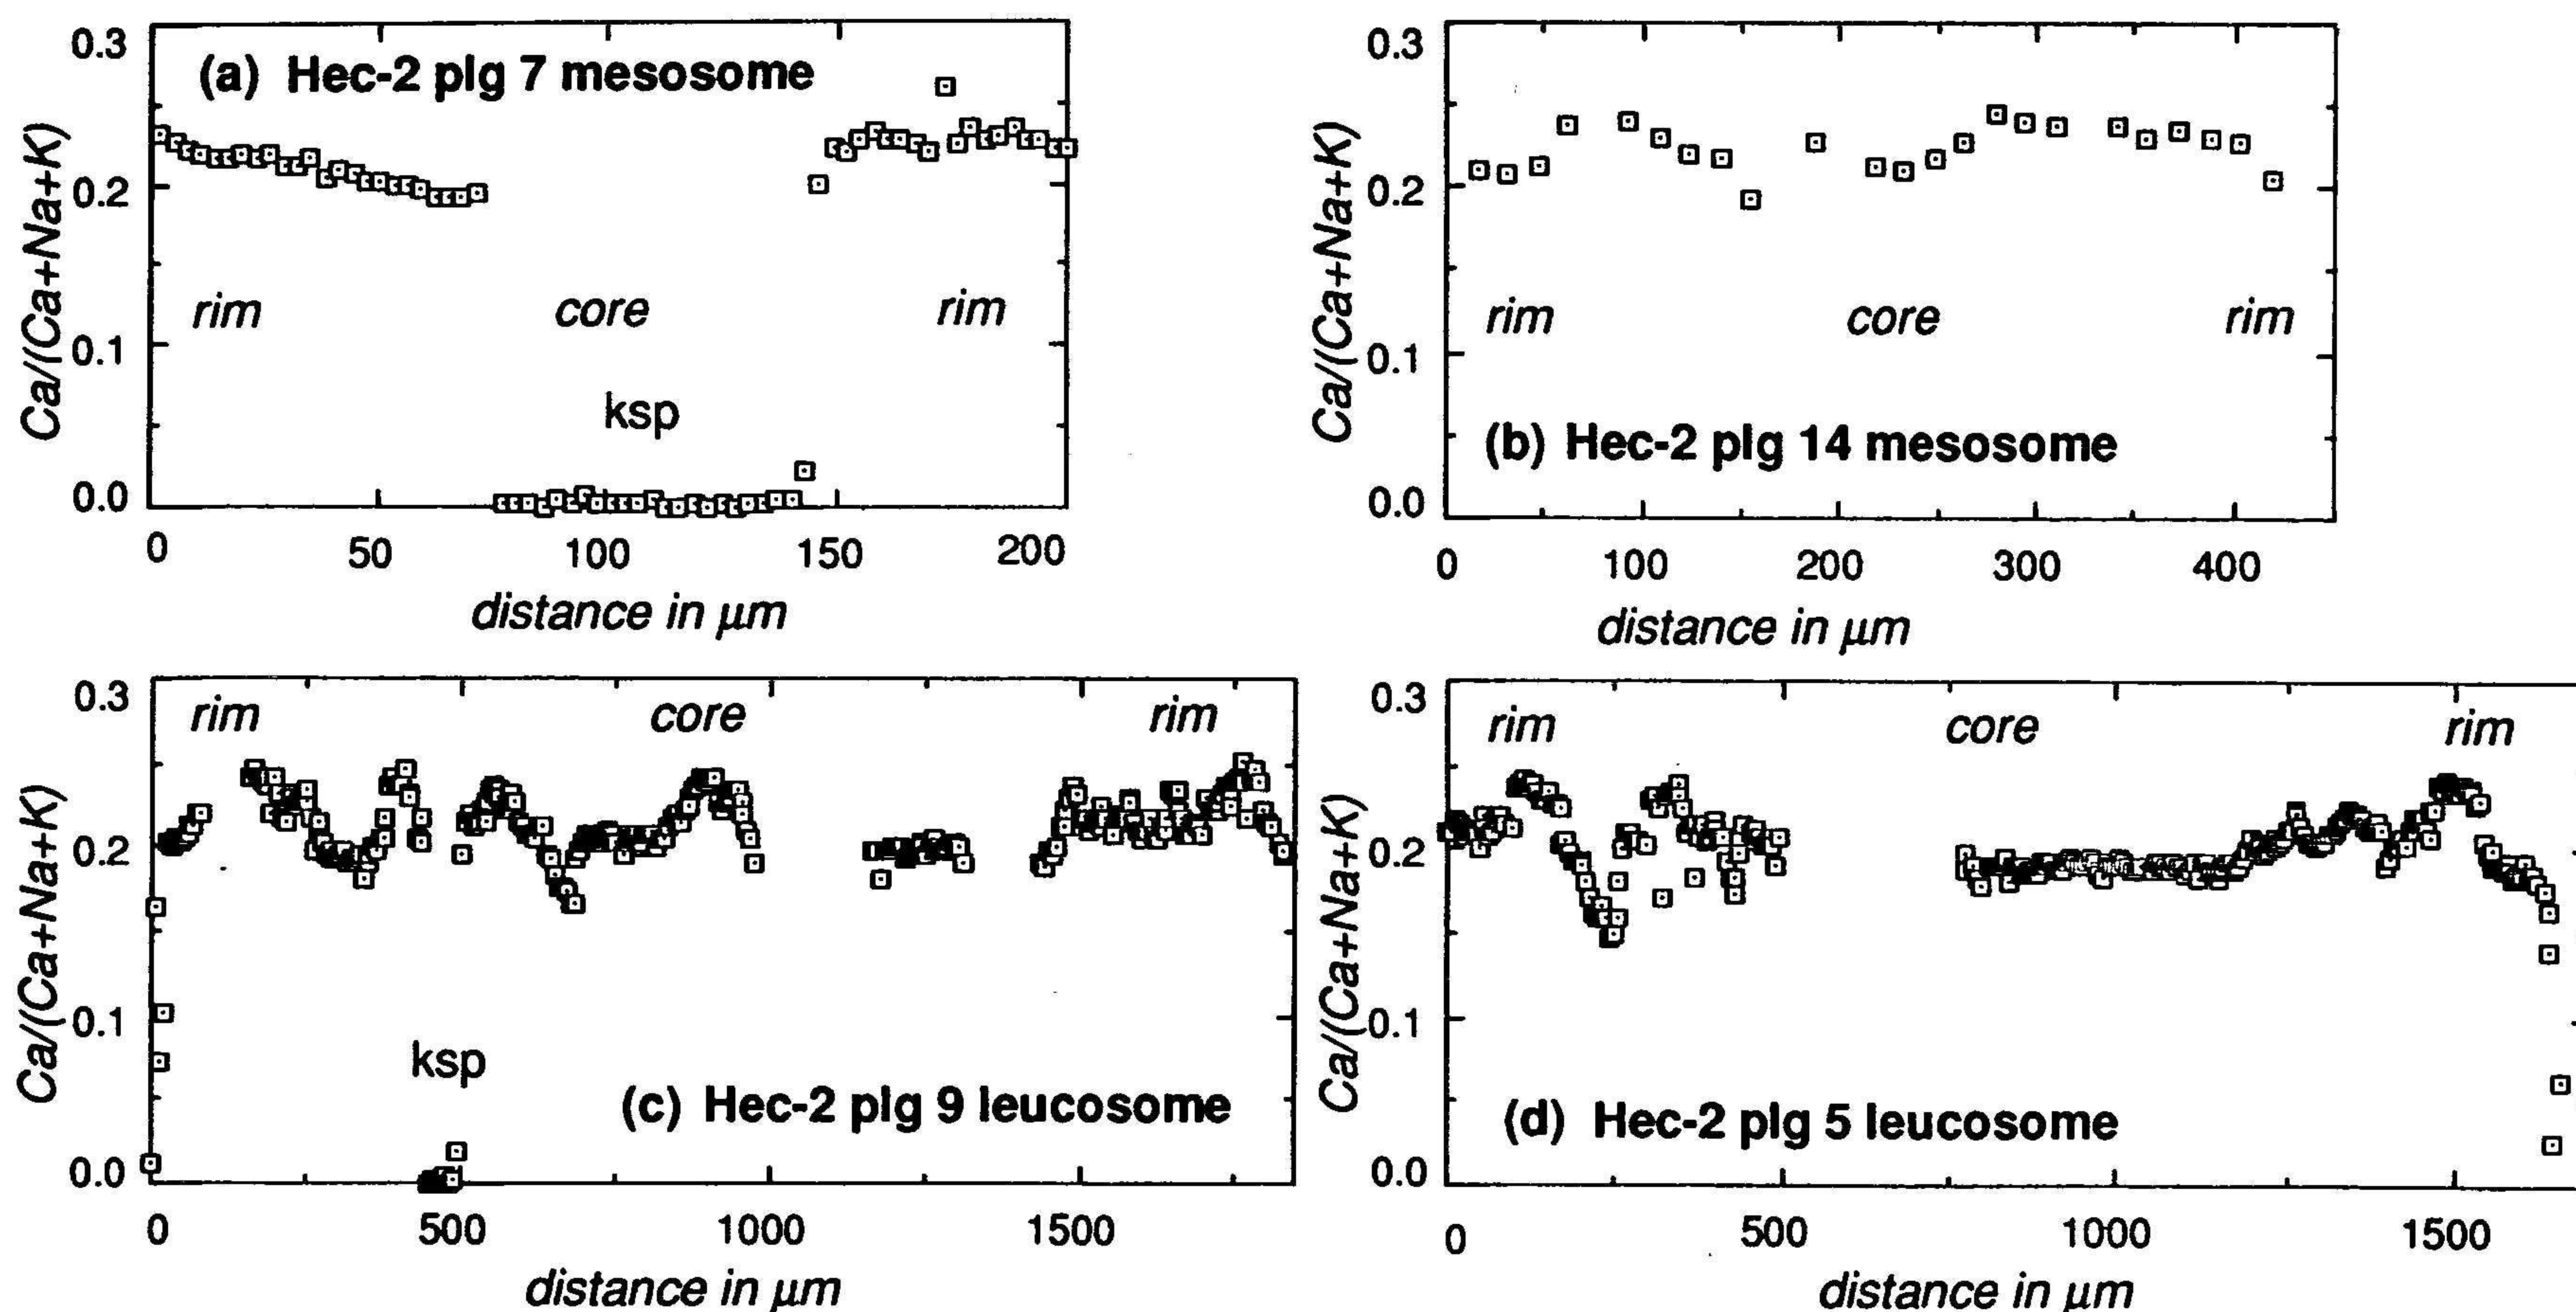 (a) Hec-2 plg 7 mesosome
Ca/(Ca+Na+K)
0.3
0.2
0.1
0.0
rim core rim
ksp
0 50 100 150 200
distance in µm
(b) Hec-2 plg 14 mesosome
Ca/(Ca+Na+K)
0.3
0.2
0.1
0.0
rim core rim
0 100 200 300 400
distance in µm
(c) Hec-2 plg 9 leucosome
Ca/(Ca+Na+K)
0.3
0.2
0.1
0.0
rim core rim
ksp
0 500 1000 1500
distance in µm
(d) Hec-2 plg 5 leucosome
Ca/(Ca+Na+K)
0.3
0.2
0.1
0.0
rim core rim
0 500 1000 1500
distance in µm